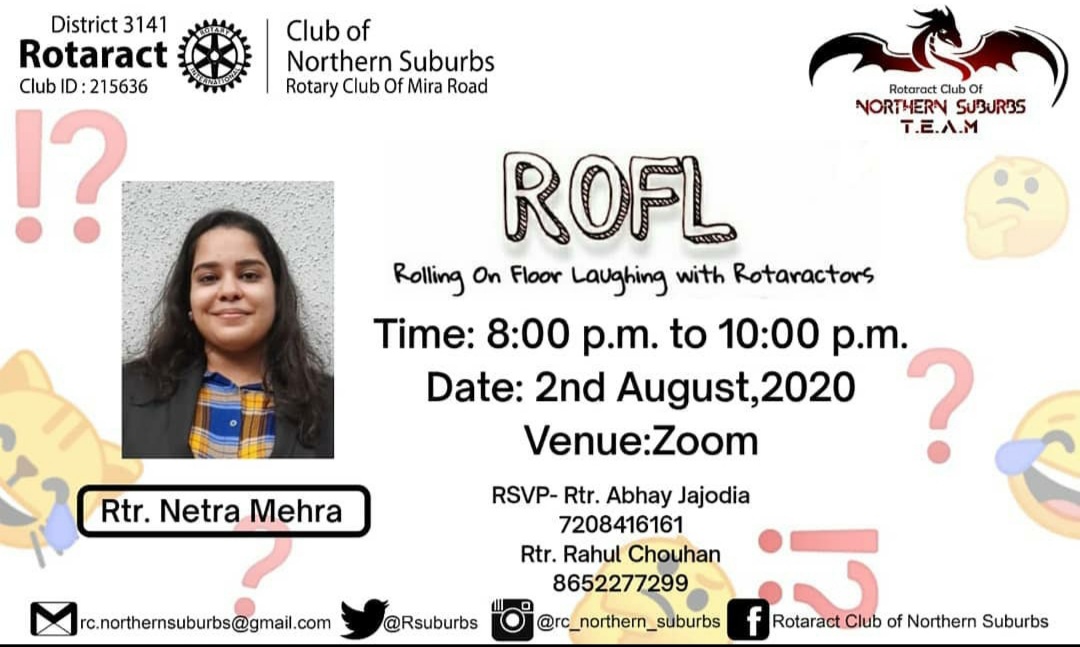 District 3141
Rotaract
Club ID : 215636
ROTARY
INTERNATIONAL
Club of
Northern Suburbs
Rotary Club Of Mira Road
Rotaract Club Of
NORTHERN SUBURBS
T.E.A.M
!?
ROFL
Rolling On Floor Laughing with Rotaractors
Time: 8:00 p.m. to 10:00 p.m.
Date: 2nd August,2020
Venue:Zoom
?
Rtr. Netra Mehra
RSVP- Rtr. Abhay Jajodia
7208416161
Rtr. Rahul Chouhan
8652277299
?
!?
rc.northernsuburbs@gmail.com
@Rsuburbs
@rc_northern_suburbs
Rotaract Club of Northern Suburbs